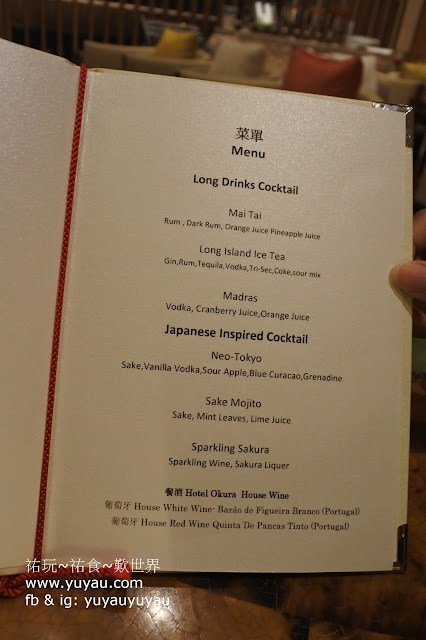 菜單
Menu
Long Drinks Cocktail
Mai Tai
Rum , Dark Rum, Orange Juice Pineapple Juice
Long Island Ice Tea
Gin,Rum,Tequila,Vodka,Tri-Sec,Coke,sour mix
Madras
Vodka, Cranberry Juice,Orange Juice
Japanese Inspired Cocktail
Neo-Tokyo
Sake,Vanilla Vodka,Sour Apple,Blue Curacao,Grenadine
Sake Mojito
Sake, Mint Leaves, Lime Juice
Sparkling Sakura
Sparkling Wine, Sakura Liquer
餐酒 Hotel Okura House Wine
葡萄牙 House White Wine- Barão de Figueira Branco (Portugal)
葡萄牙 House Red Wine Quinta De Pancas Tinto (Portugal)
祐玩~祐食~歎世界
www.yuyau.com
fb & ig: yuyauyuyau